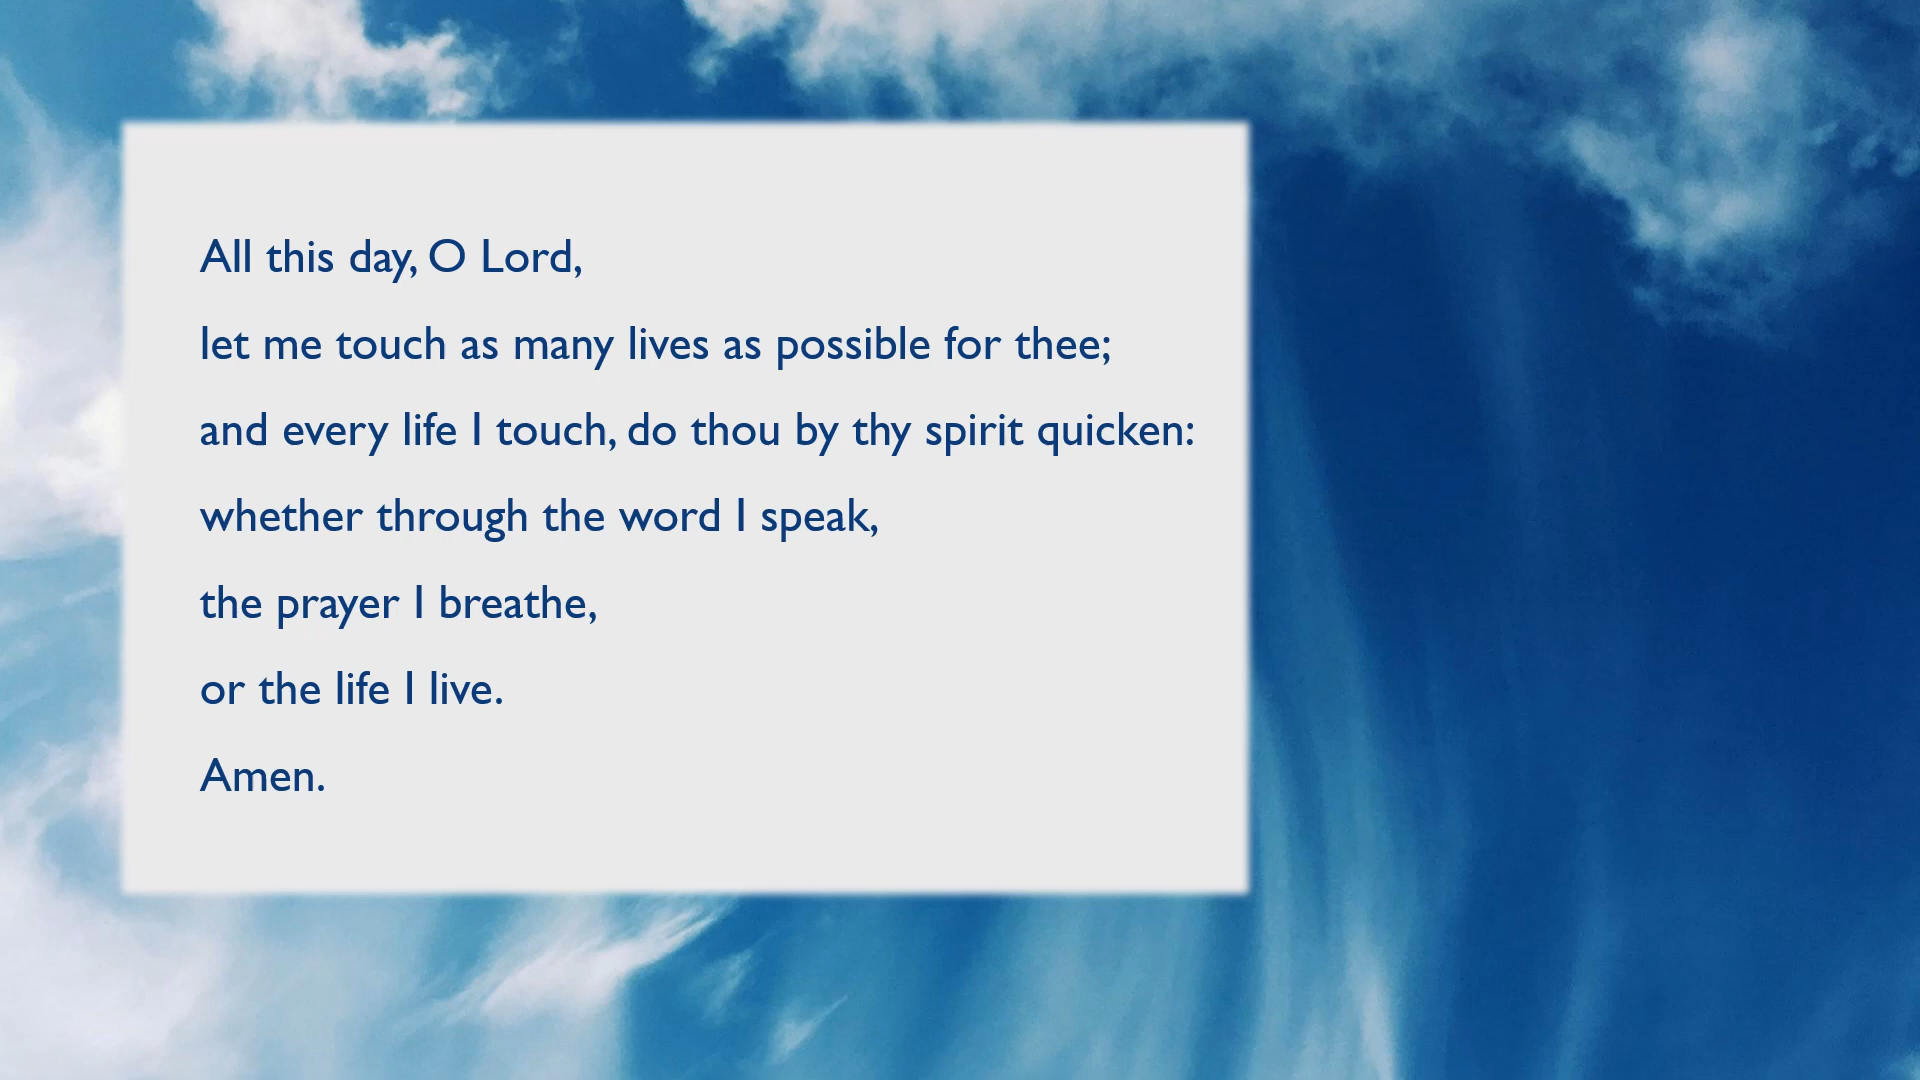 All this day, O Lord,
let me touch as many lives as possible for thee;
and every life I touch, do thou by thy spirit quicken:
whether through the word I speak,
the prayer I breathe,
or the life I live.
Amen.